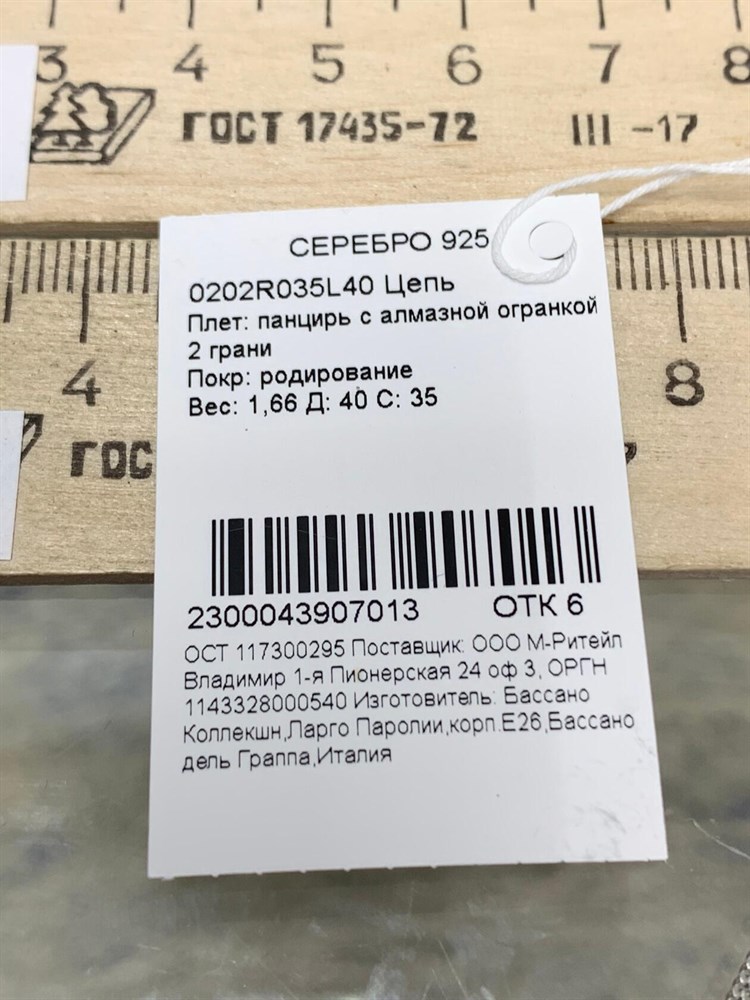 3 4 5 6 7 8
ГОСТ 17435-72 III -17
СЕРЕБРО 925
0202R035L40 Цепь
Плет: панцирь с алмазной огранкой
2 грани
Покр: родирование
Вес: 1,66 Д: 40 С: 35
4 8
ГОС
2300043907013 ОТК 6
ОСТ 117300295 Поставщик: ООО М-Ритейл
Владимир 1-я Пионерская 24 оф 3, ОРГН
1143328000540 Изготовитель: Бассано
Коллекшн,Ларго Паролии,корп.Е26,Бассано
дель Граппа,Италия